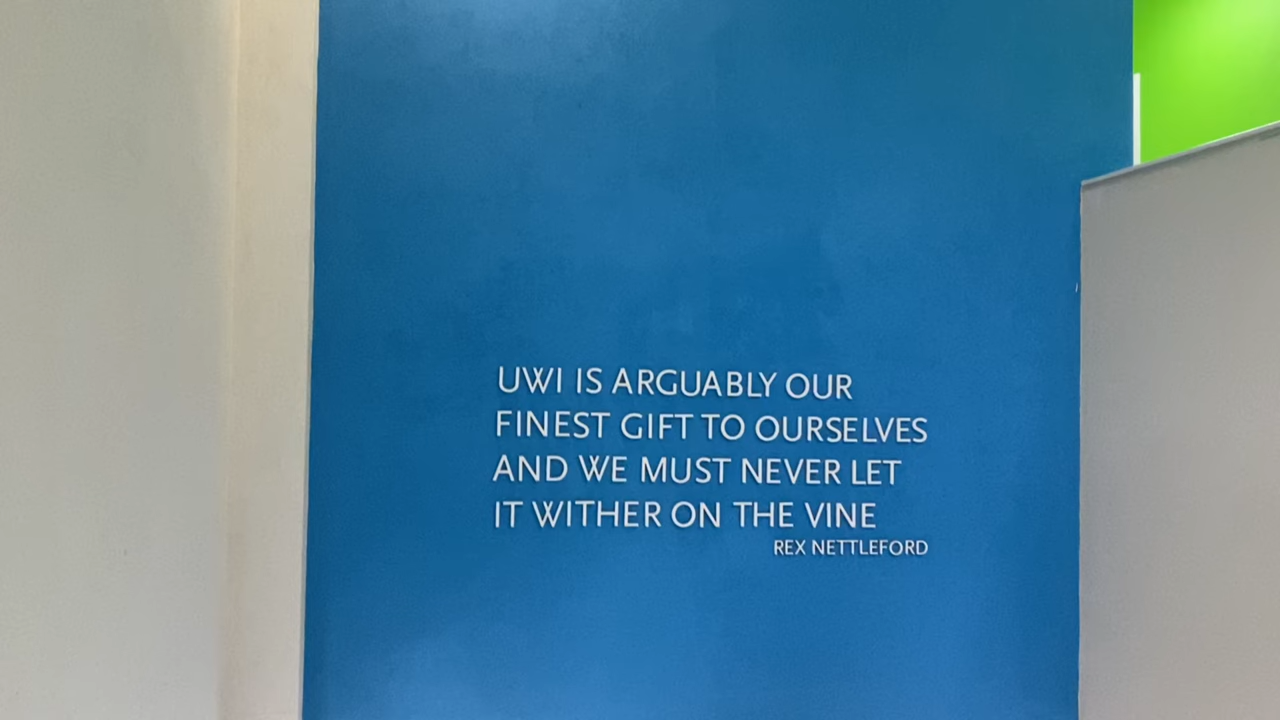 UWI IS ARGUABLY OUR
FINEST GIFT TO OURSELVES
AND WE MUST NEVER LET
IT WITHER ON THE VINE
REX NETTLEFORD